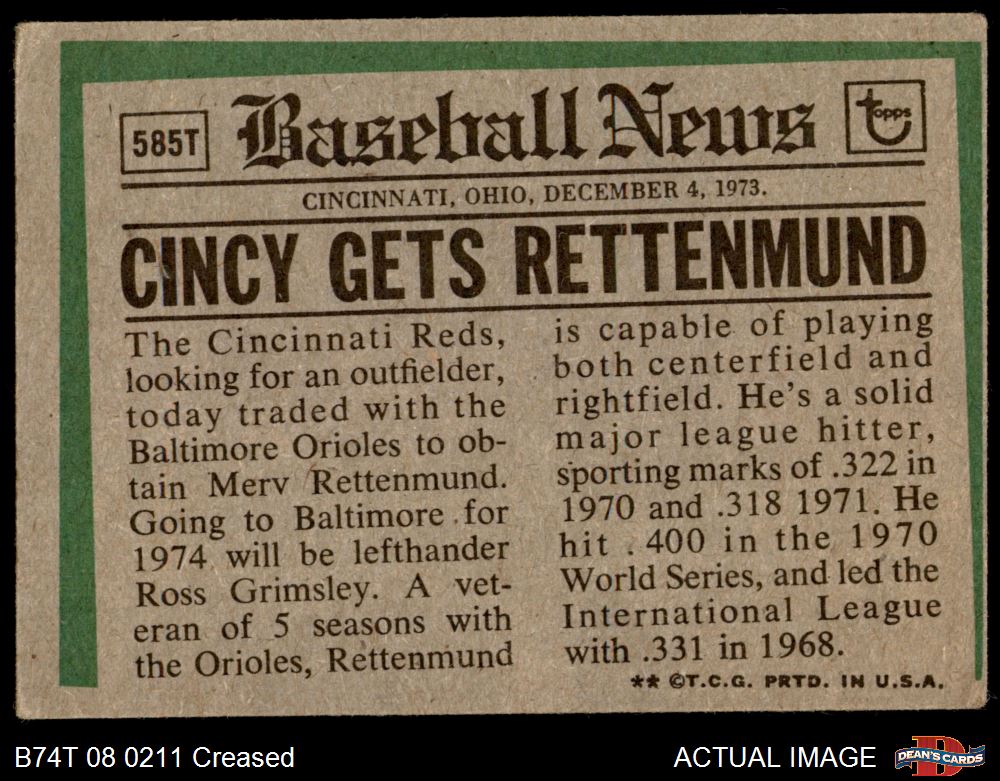 585T
Baseball News
topps
CINCINNATI, OHIO, DECEMBER 4, 1973.
CINCY GETS RETTENMUND
The Cincinnati Reds,
looking for an outfielder,
today traded with the
Baltimore Orioles to ob-
tain Merv Rettenmund.
Going to Baltimore for
1974 will be lefthander
Ross Grimsley. A vet-
eran of 5 seasons with
the Orioles, Rettenmund
is capable of playing
both centerfield and
rightfield. He's a solid
major league hitter,
sporting marks of .322 in
1970 and .318 1971. He
hit .400 in the 1970
World Series, and led the
International League
with .331 in 1968.
** ©T.C.G. PRTD. IN U.S.A.
B74T 08 0211 Creased
ACTUAL IMAGE
D
DEAN'S CARDS